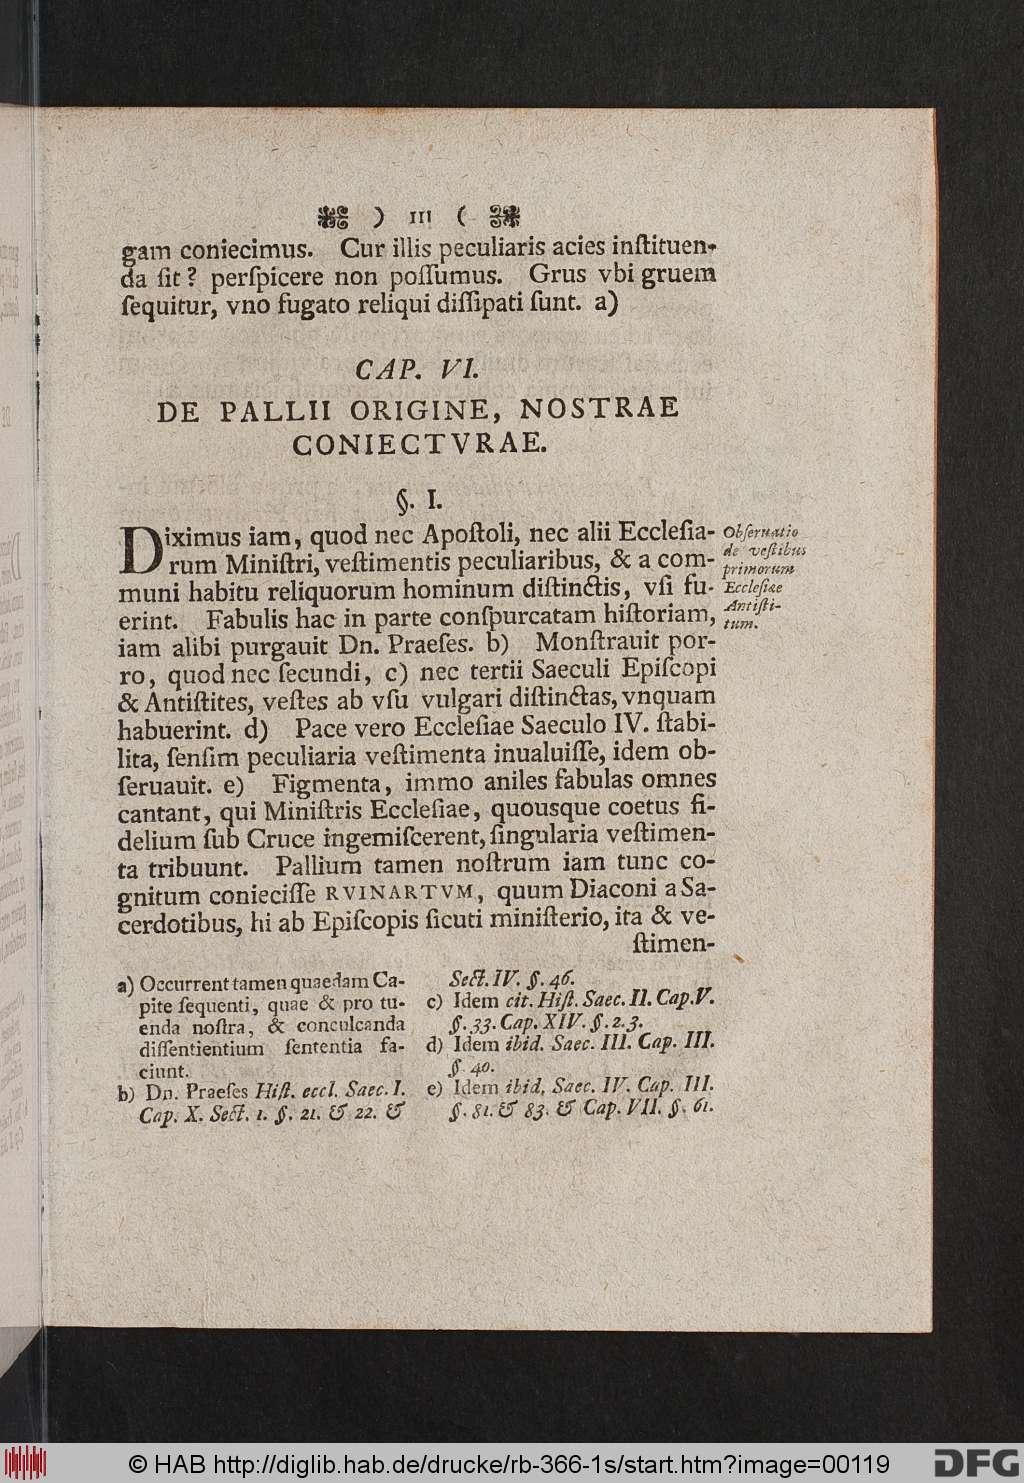 ) III (
gam coniecimus. Cur illis peculiaris acies inſtituen-
da ſit? perſpicere non poſſumus. Grus vbi gruem
ſequitur, vno fugato reliqui diſſipati ſunt. a)
CAP. VI.
DE PALLII ORIGINE, NOSTRAE
CONIECTVRAE.
§. I.
Diximus iam, quod nec Apoſtoli, nec alii Eccleſia-
rum Miniſtri, veſtimentis peculiaribus, & a com-
muni habitu reliquorum hominum diſtinctis, vſi fu-
erint. Fabulis hac in parte conſpurcatam hiſtoriam,
iam alibi purgauit Dn. Praeſes. b) Monſtrauit por-
ro, quod nec ſecundi, c) nec tertii Saeculi Epiſcopi
& Antiſtites, veſtes ab vſu vulgari diſtinctas, vnquam
habuerint. d) Pace vero Eccleſiae Saeculo IV. ſtabi-
lita, ſenſim peculiaria veſtimenta inualuiſſe, idem ob-
ſeruauit. e) Figmenta, immo aniles fabulas omnes
cantant, qui Miniſtris Eccleſiae, quousque coetus fi-
delium ſub Cruce ingemiſcerent, ſingularia veſtimen-
ta tribuunt. Pallium tamen noſtrum iam tunc co-
gnitumconieciſſe RVINARTVM, quum Diaconi a Sa-
cerdotibus, hi ab Epiſcopis ſicuti miniſterio, ita & ve-
ſtimen-
Obſeruatio
de veſtibus
primorum
Eccleſiae
Antiſti-
tum.
a) Occurrent tamen quaedam Ca-
pite ſequenti, quae & pro tu-
enda noſtra, & conculcanda
diſſentientium ſententia fa-
ciunt.
b) Dn. Praeſes Hiſt. eccl. Saec. I.
Cap. X. Sect. 1. §. 21. & 22. &
Sect. IV. §. 46.
c) Idem cit. Hiſt. Saec. II. Cap. V.
§. 33. Cap. XIV. §. 2. 3.
d) Idem ibid. Saec. III. Cap. III.
§. 40.
e) Idem ibid. Saec. IV. Cap. III.
§. 81. & 83. & Cap. VII. §. 61.
© HAB http://diglib.hab.de/drucke/rb-366-1s/start.htm?image=00119
DFG